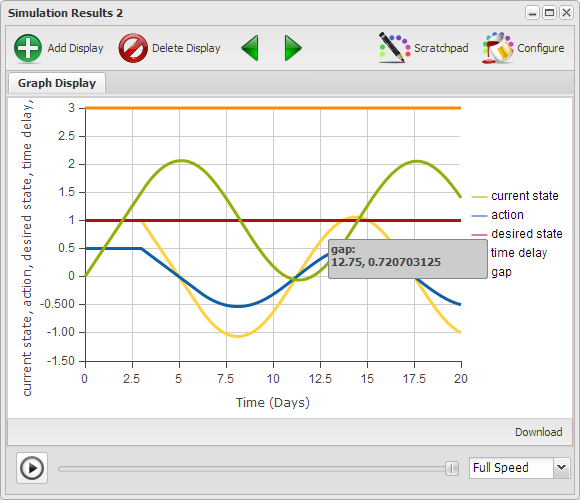 Simulation Results 2
Add Display
Delete Display
Scratchpad
Configure
Graph Display
current state, action, desired state, time delay,
3
2.5
2
1.5
1
0.5
0
-0.500
-1.00
-1.50
0
2.5
5
7.5
10
12.5
15
17.5
20
Time (Days)
gap:
12.75, 0.720703125
current state
action
desired state
time delay
gap
Download
Full Speed